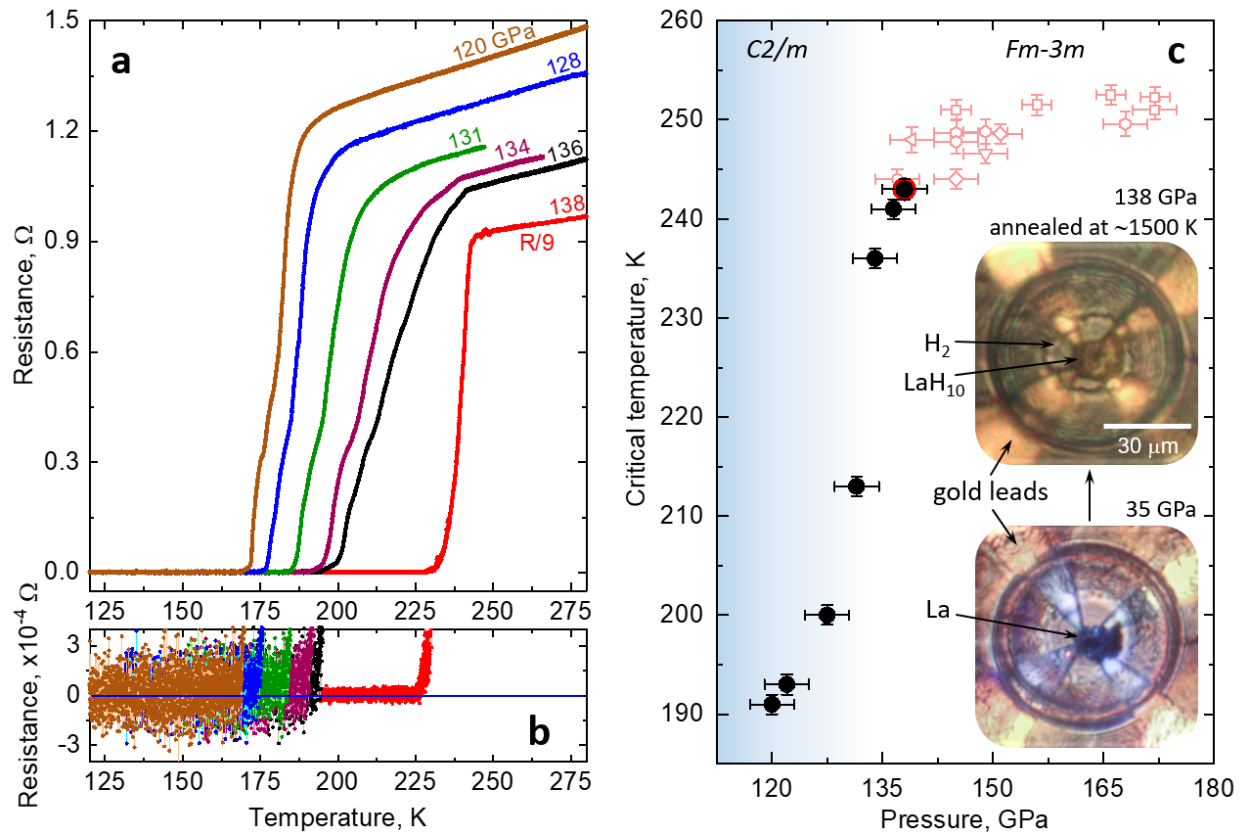 a
120 GPa
128
131
134
136
138
R/9
Resistance, Ω
1.5
1.2
0.9
0.6
0.3
0.0
125 150 175 200 225 250 275
b
Resistance, x10⁻⁴ Ω
3
0
-3
125 150 175 200 225 250 275
Temperature, K
C2/m
Fm-3m
c
Critical temperature, K
260
250
240
230
220
210
200
190
138 GPa
annealed at ~1500 K
H₂
LaH₁₀
30 μm
gold leads
35 GPa
La
120 135 150 165 180
Pressure, GPa